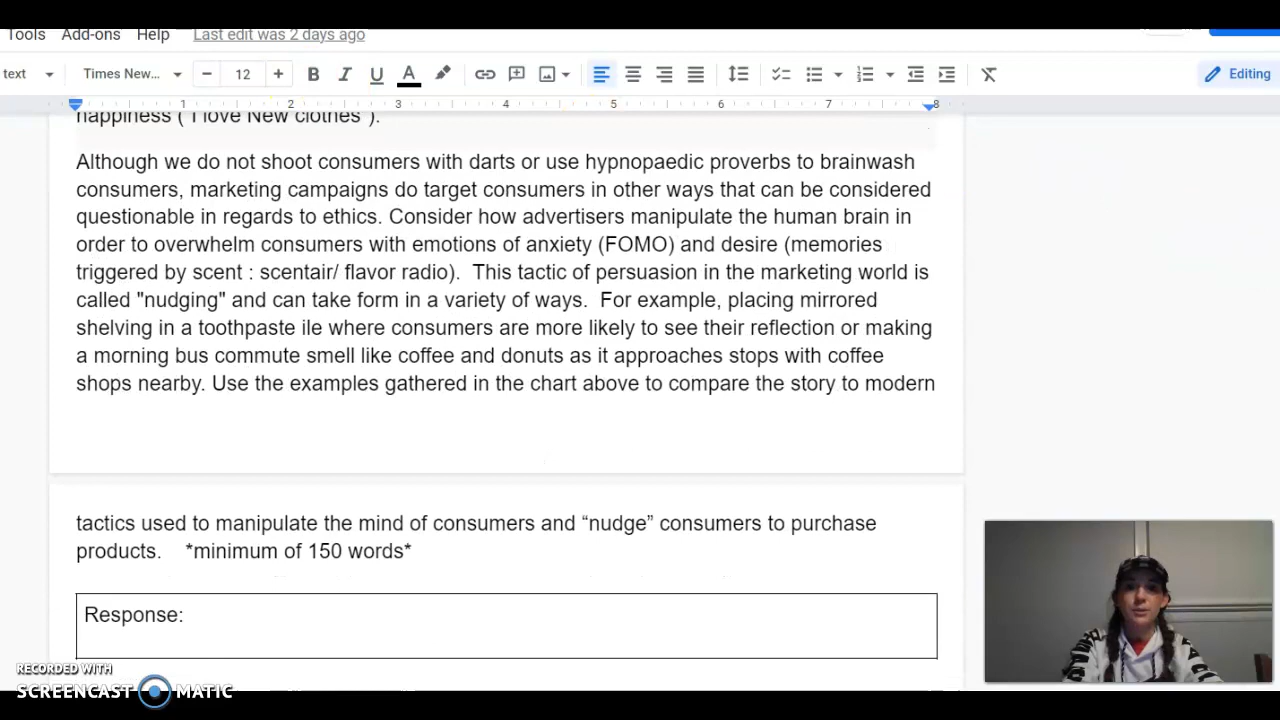 Tools Add-ons Help Last edit was 2 days ago
text Times New... 12 Editing
1 2 3 4 5 6 7 8
happiness ("I love New clothes").
Although we do not shoot consumers with darts or use hypnopaedic proverbs to brainwash
consumers, marketing campaigns do target consumers in other ways that can be considered
questionable in regards to ethics. Consider how advertisers manipulate the human brain in
order to overwhelm consumers with emotions of anxiety (FOMO) and desire (memories
triggered by scent : scentair/ flavor radio).  This tactic of persuasion in the marketing world is
called "nudging" and can take form in a variety of ways.  For example, placing mirrored
shelving in a toothpaste ile where consumers are more likely to see their reflection or making
a morning bus commute smell like coffee and donuts as it approaches stops with coffee
shops nearby. Use the examples gathered in the chart above to compare the story to modern
tactics used to manipulate the mind of consumers and “nudge” consumers to purchase
products.    *minimum of 150 words*
Response:
RECORDED WITH
SCREENCAST MATIC